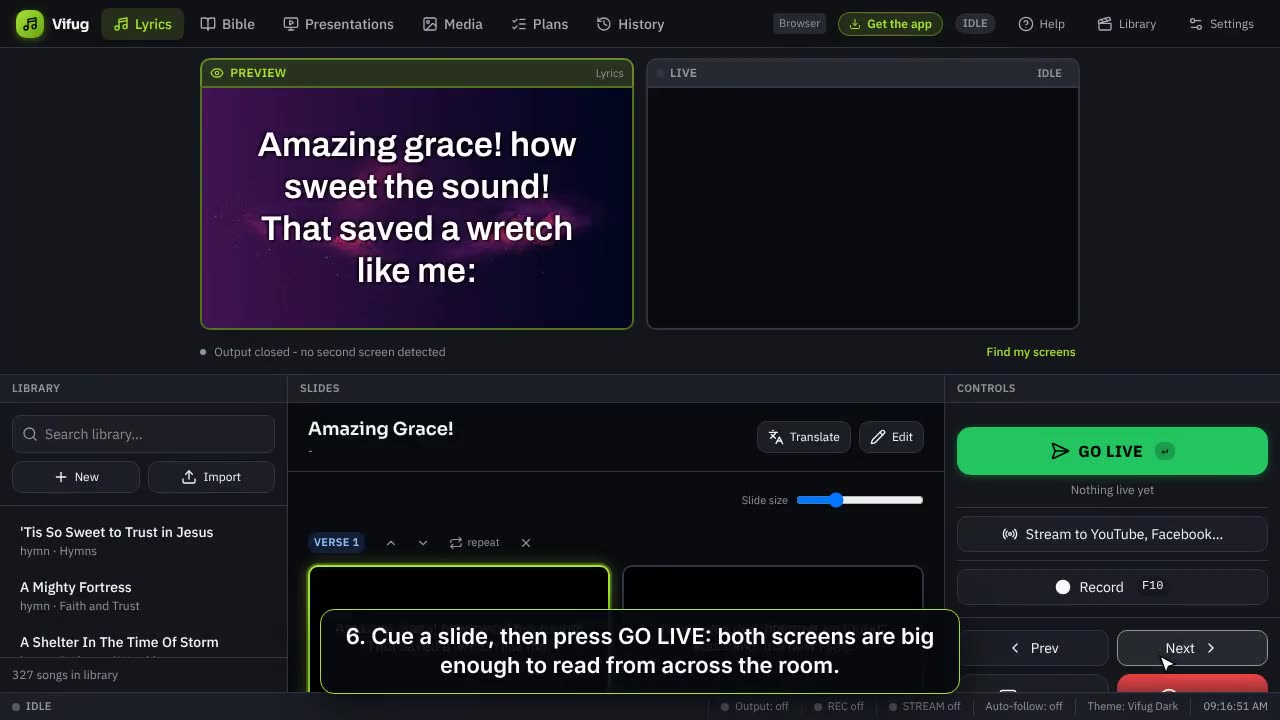 Vifug
Lyrics
Bible
Presentations
Media
Plans
History
Browser
Get the app
IDLE
Help
Library
Settings
PREVIEW
Lyrics
Amazing grace! how
sweet the sound!
That saved a wretch
like me:
LIVE
IDLE
Output closed - no second screen detected
Find my screens
LIBRARY
Search library...
New
Import
'Tis So Sweet to Trust in Jesus
hymn · Hymns
A Mighty Fortress
hymn · Faith and Trust
A Shelter In The Time Of Storm
327 songs in library
SLIDES
Amazing Grace!
-
Translate
Edit
Slide size
VERSE 1
repeat
6. Cue a slide, then press GO LIVE: both screens are big
enough to read from across the room.
CONTROLS
GO LIVE ↵
Nothing live yet
Stream to YouTube, Facebook...
Record F10
Prev
Next
IDLE
Output: off
REC off
STREAM off
Auto-follow: off
Theme: Vifug Dark
09:16:51 AM